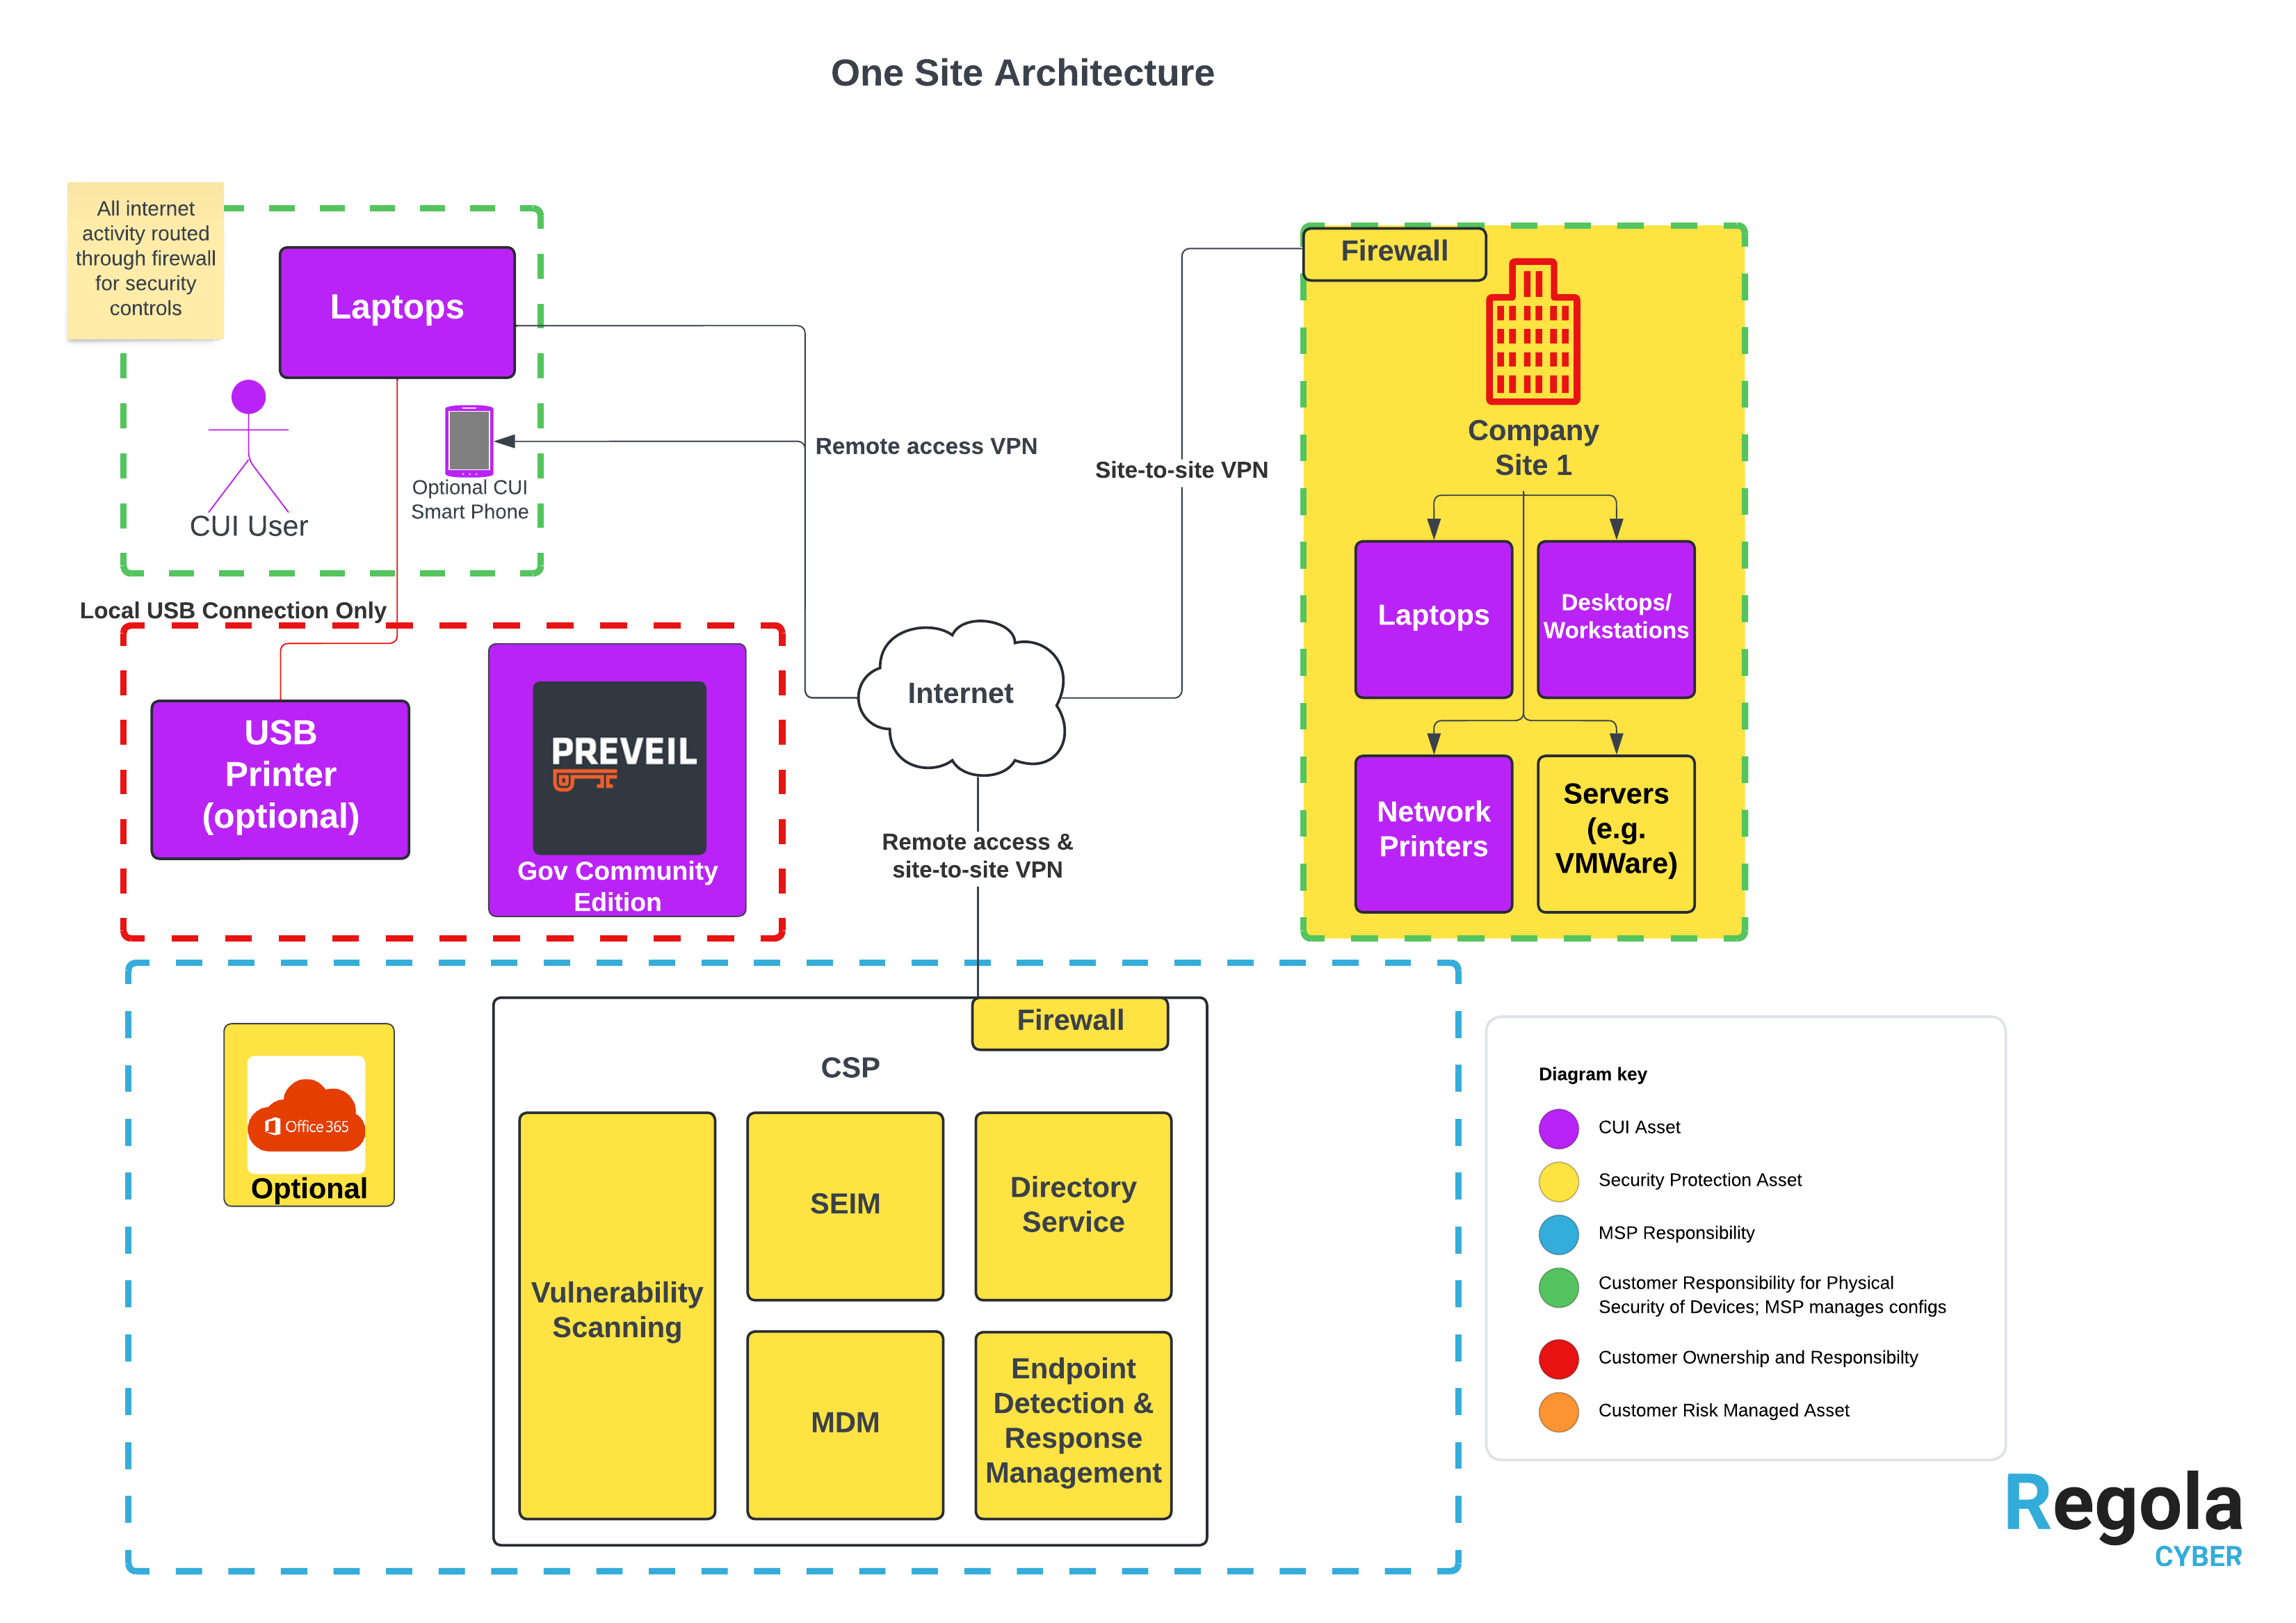 One Site Architecture
All internet
activity routed
through firewall
for security
controls
Laptops
CUI User
Optional CUI
Smart Phone
Remote access VPN
Site-to-site VPN
Firewall
Company
Site 1
Laptops
Desktops/
Workstations
Network
Printers
Servers
(e.g.
VMWare)
Local USB Connection Only
USB
Printer
(optional)
PREVEIL
Gov Community
Edition
Internet
Remote access &
site-to-site VPN
Office 365
Optional
Firewall
CSP
Vulnerability
Scanning
SEIM
Directory
Service
MDM
Endpoint
Detection &
Response
Management
Diagram key
CUI Asset
Security Protection Asset
MSP Responsibility
Customer Responsibility for Physical
Security of Devices; MSP manages configs
Customer Ownership and Responsibilty
Customer Risk Managed Asset
Regola
CYBER